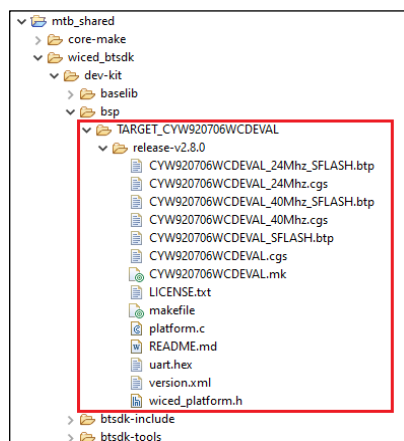 mtb_shared
core-make
wiced_btsdk
dev-kit
baselib
bsp
TARGET_CYW920706WCDEVAL
release-v2.8.0
CYW920706WCDEVAL_24Mhz_SFLASH.btp
CYW920706WCDEVAL_24Mhz.cgs
CYW920706WCDEVAL_40Mhz_SFLASH.btp
CYW920706WCDEVAL_40Mhz.cgs
CYW920706WCDEVAL_SFLASH.btp
CYW920706WCDEVAL.cgs
CYW920706WCDEVAL.mk
LICENSE.txt
makefile
platform.c
README.md
uart.hex
version.xml
wiced_platform.h
btsdk-include
btsdk-tools